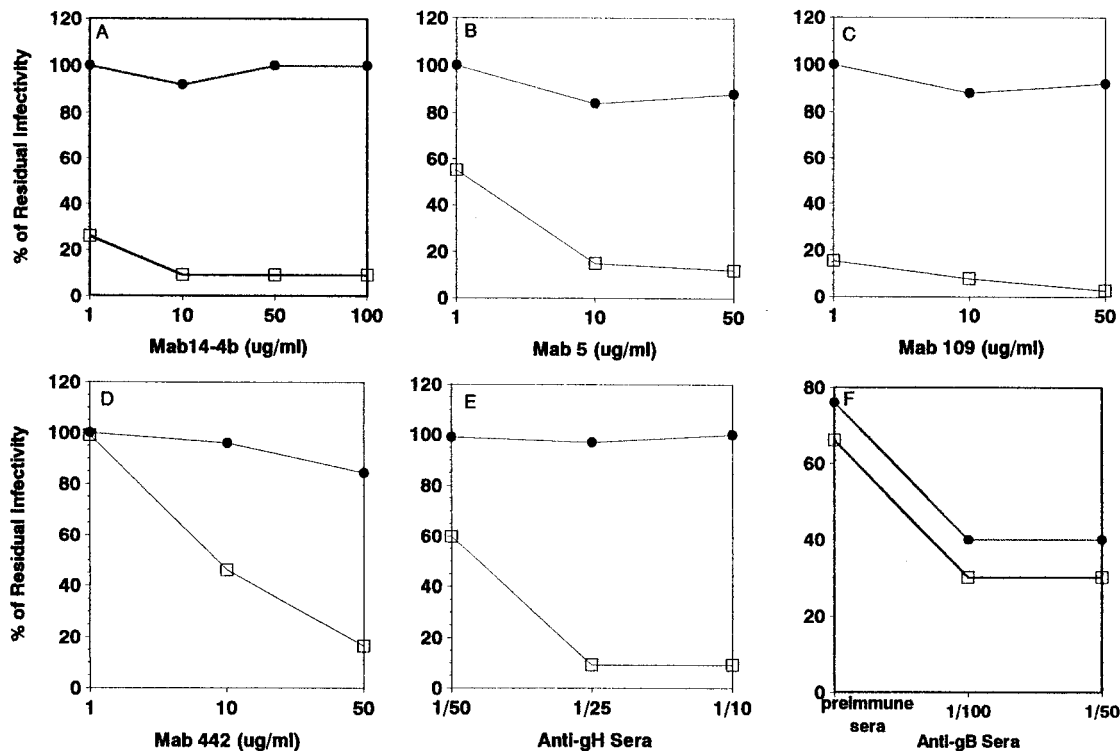 A
120
100
80
60
40
20
0
% of Residual Infectivity
1 10 50 100
Mab14-4b (ug/ml)
B
120
100
80
60
40
20
0
1 10 50
Mab 5 (ug/ml)
C
120
100
80
60
40
20
0
1 10 50
Mab 109 (ug/ml)
D
120
100
80
60
40
20
0
% of Residual Infectivity
1 10 50
Mab 442 (ug/ml)
E
120
100
80
60
40
20
0
1/50 1/25 1/10
Anti-gH Sera
F
80
60
40
20
0
preimmune 1/100 1/50
sera
Anti-gB Sera